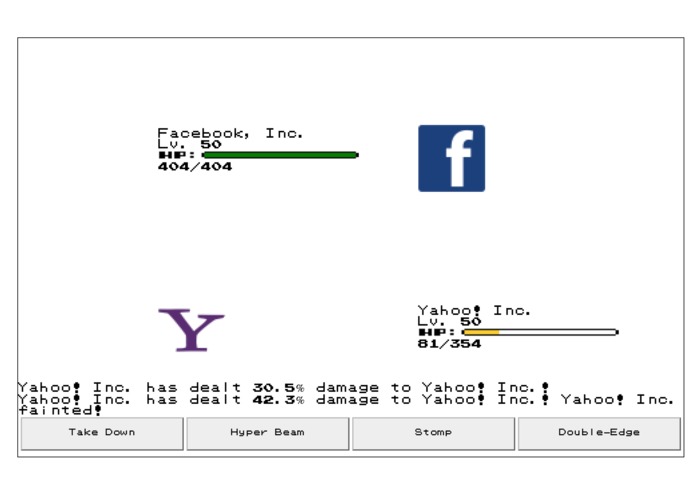 Facebook, Inc.
Lv. 50
HP:
404/404
f
Y
Yahoo! Inc.
Lv. 50
HP:
81/354
Yahoo! Inc. has dealt 30.5% damage to Yahoo! Inc.!
Yahoo! Inc. has dealt 42.3% damage to Yahoo! Inc.! Yahoo! Inc.
fainted!
Take Down Hyper Beam Stomp Double-Edge